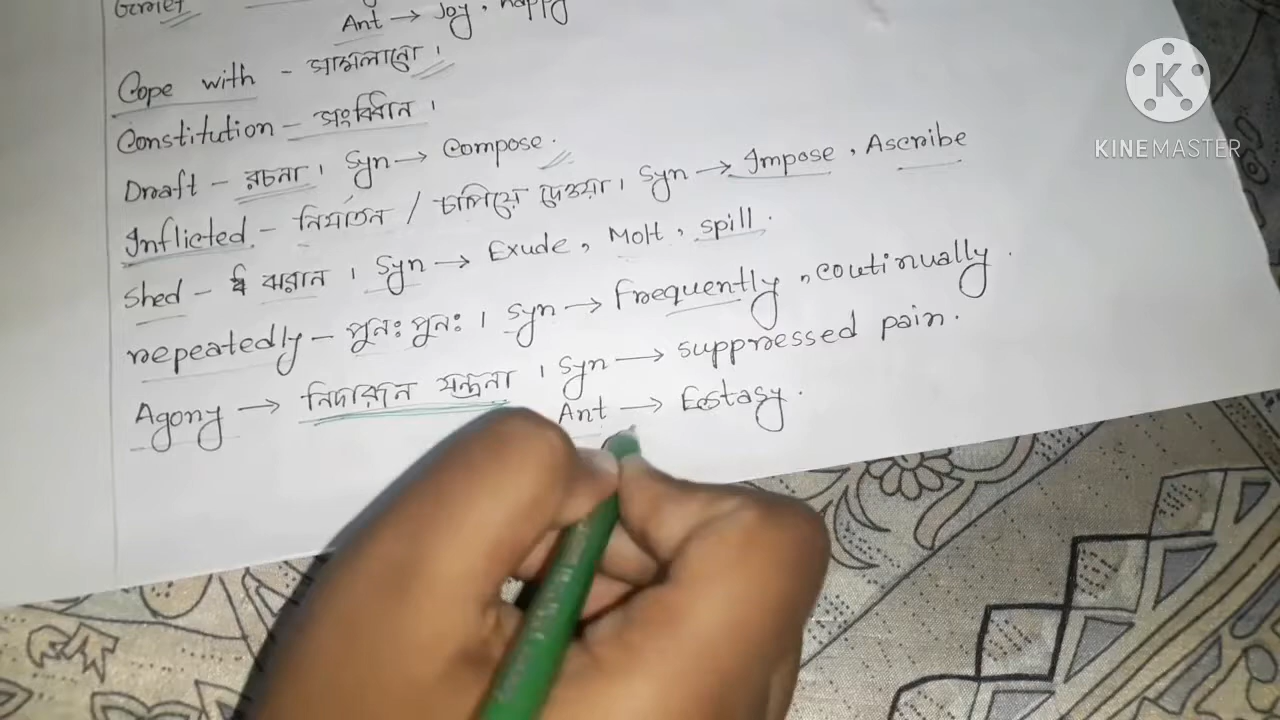 Ant → Joy, happy
Cope with - সামলানো ।
Constitution - সংবিধান ।
Draft - রচনা । Syn → Compose.
Inflicted - নির্যাতন / চাপিয়ে দেওয়া । Syn → Impose, Ascribe
Shed - ঝরান । Syn → Exude, Molt, spill.
repeatedly - পুনঃ পুনঃ । Syn → Frequently, coutinually.
Agony → নিদারুন যন্ত্রনা । Syn → suppressed pain.
Ant → Ecstasy.
K
KINEMASTER